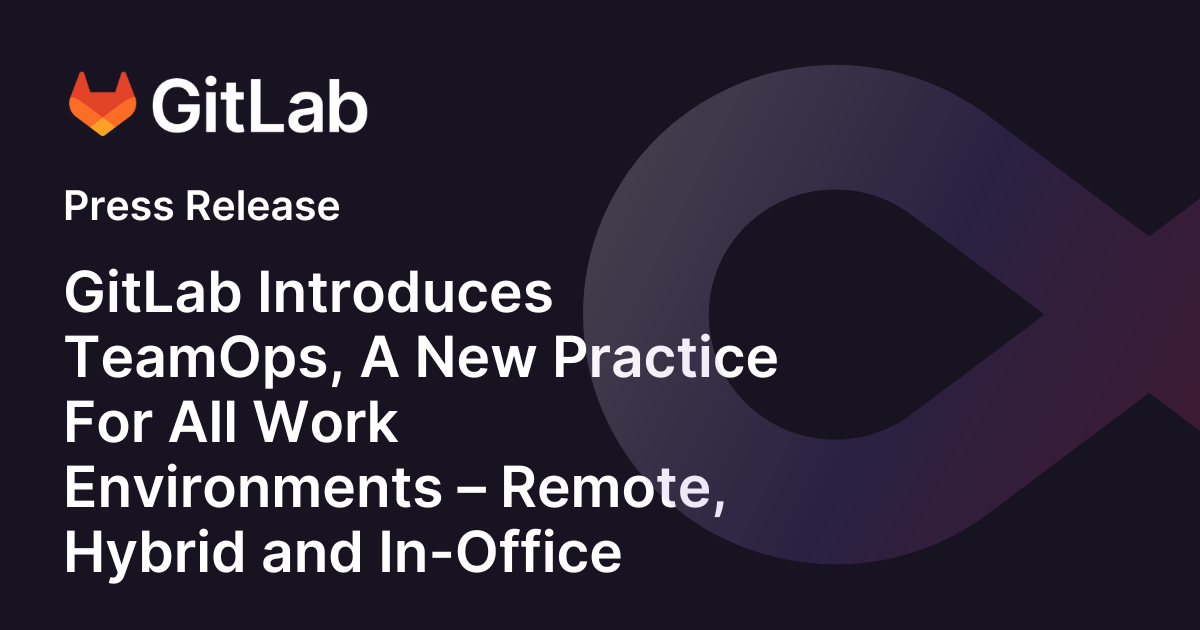 GitLab
Press Release
GitLab Introduces
TeamOps, A New Practice
For All Work
Environments – Remote,
Hybrid and In-Office